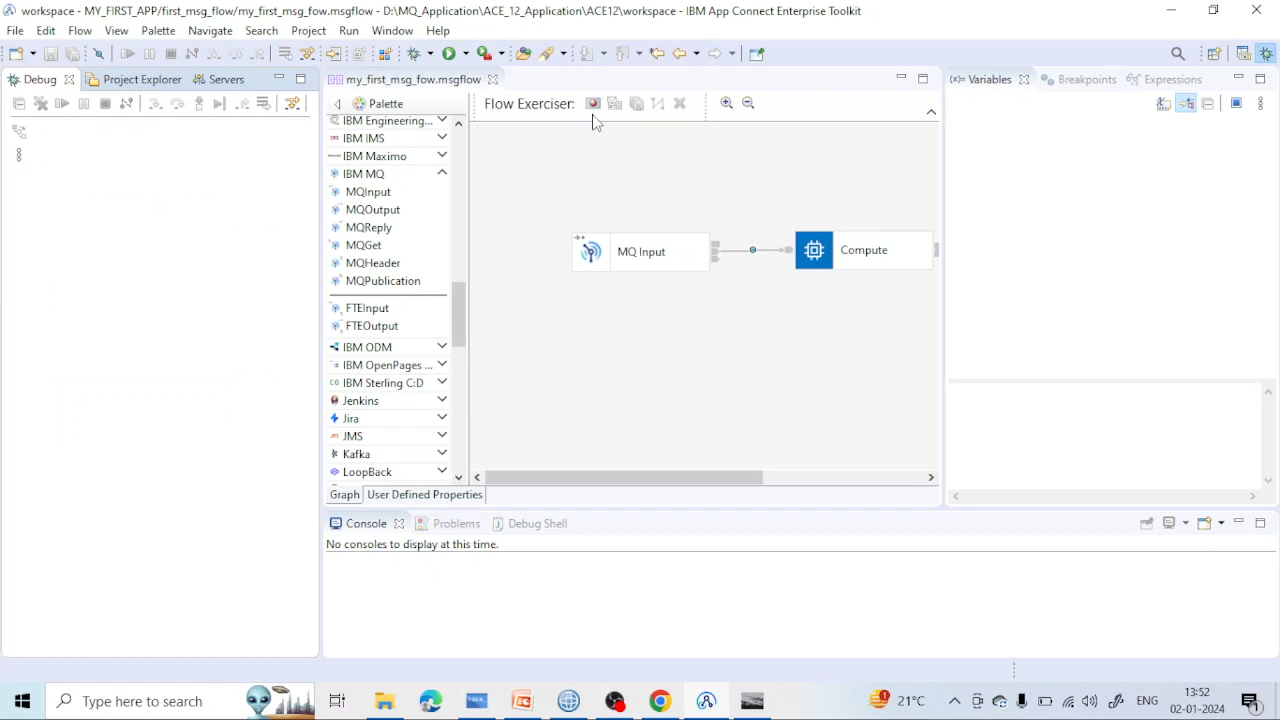 workspace - MY_FIRST_APP/first_msg_flow/my_first_msg_fow.msgflow - D:\MQ_Application\ACE_12_Application\ACE12\workspace - IBM App Connect Enterprise Toolkit
File Edit Flow View Palette Navigate Search Project Run Window Help
Debug Project Explorer Servers
my_first_msg_fow.msgflow
Variables Breakpoints Expressions
Palette
Flow Exerciser:
IBM Engineering...
IBM IMS
IBM Maximo
IBM MQ
MQInput
MQOutput
MQReply
MQGet
MQHeader
MQPublication
FTEInput
FTEOutput
IBM ODM
IBM OpenPages ...
IBM Sterling C:D
Jenkins
Jira
JMS
Kafka
LoopBack
MQ Input
Compute
Graph User Defined Properties
Console Problems Debug Shell
No consoles to display at this time.
Type here to search
21°C
ENG
13:52
02-01-2024